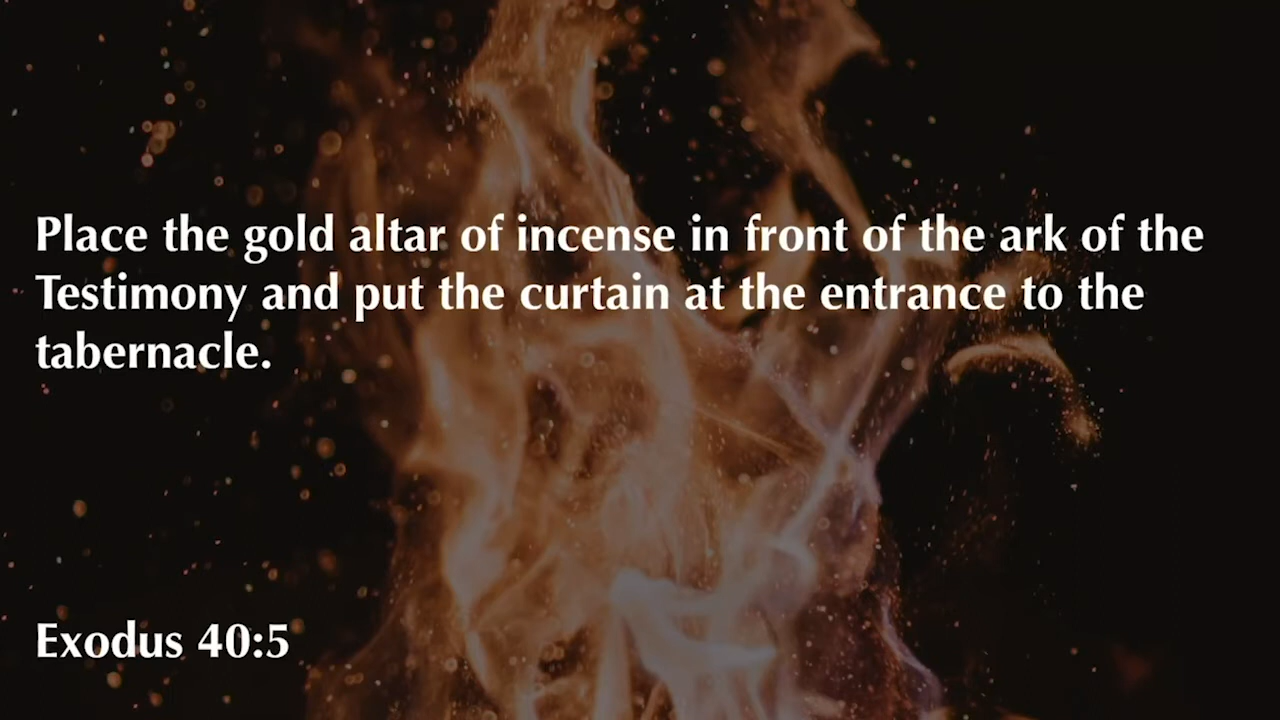 Place the gold altar of incense in front of the ark of the
Testimony and put the curtain at the entrance to the
tabernacle.
Exodus 40:5